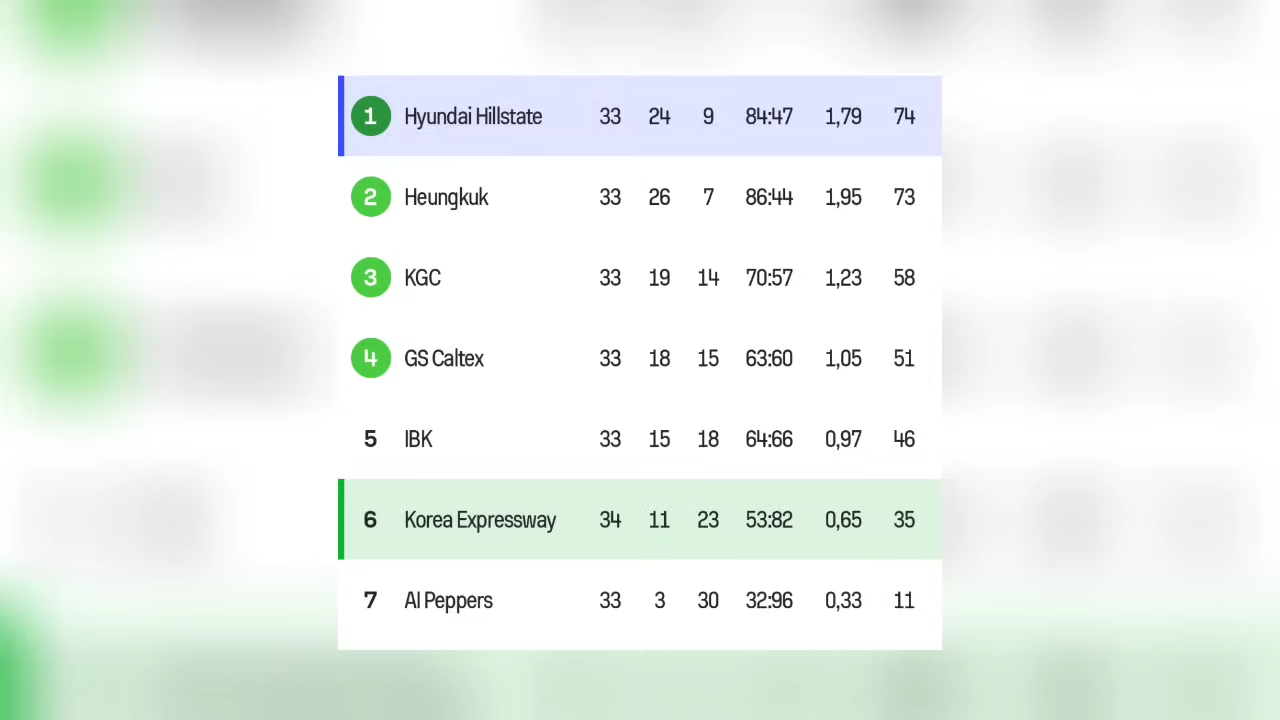 1 Hyundai Hillstate 33 24 9 84:47 1,79 74
2 Heungkuk 33 26 7 86:44 1,95 73
3 KGC 33 19 14 70:57 1,23 58
4 GS Caltex 33 18 15 63:60 1,05 51
5 IBK 33 15 18 64:66 0,97 46
6 Korea Expressway 34 11 23 53:82 0,65 35
7 AI Peppers 33 3 30 32:96 0,33 11